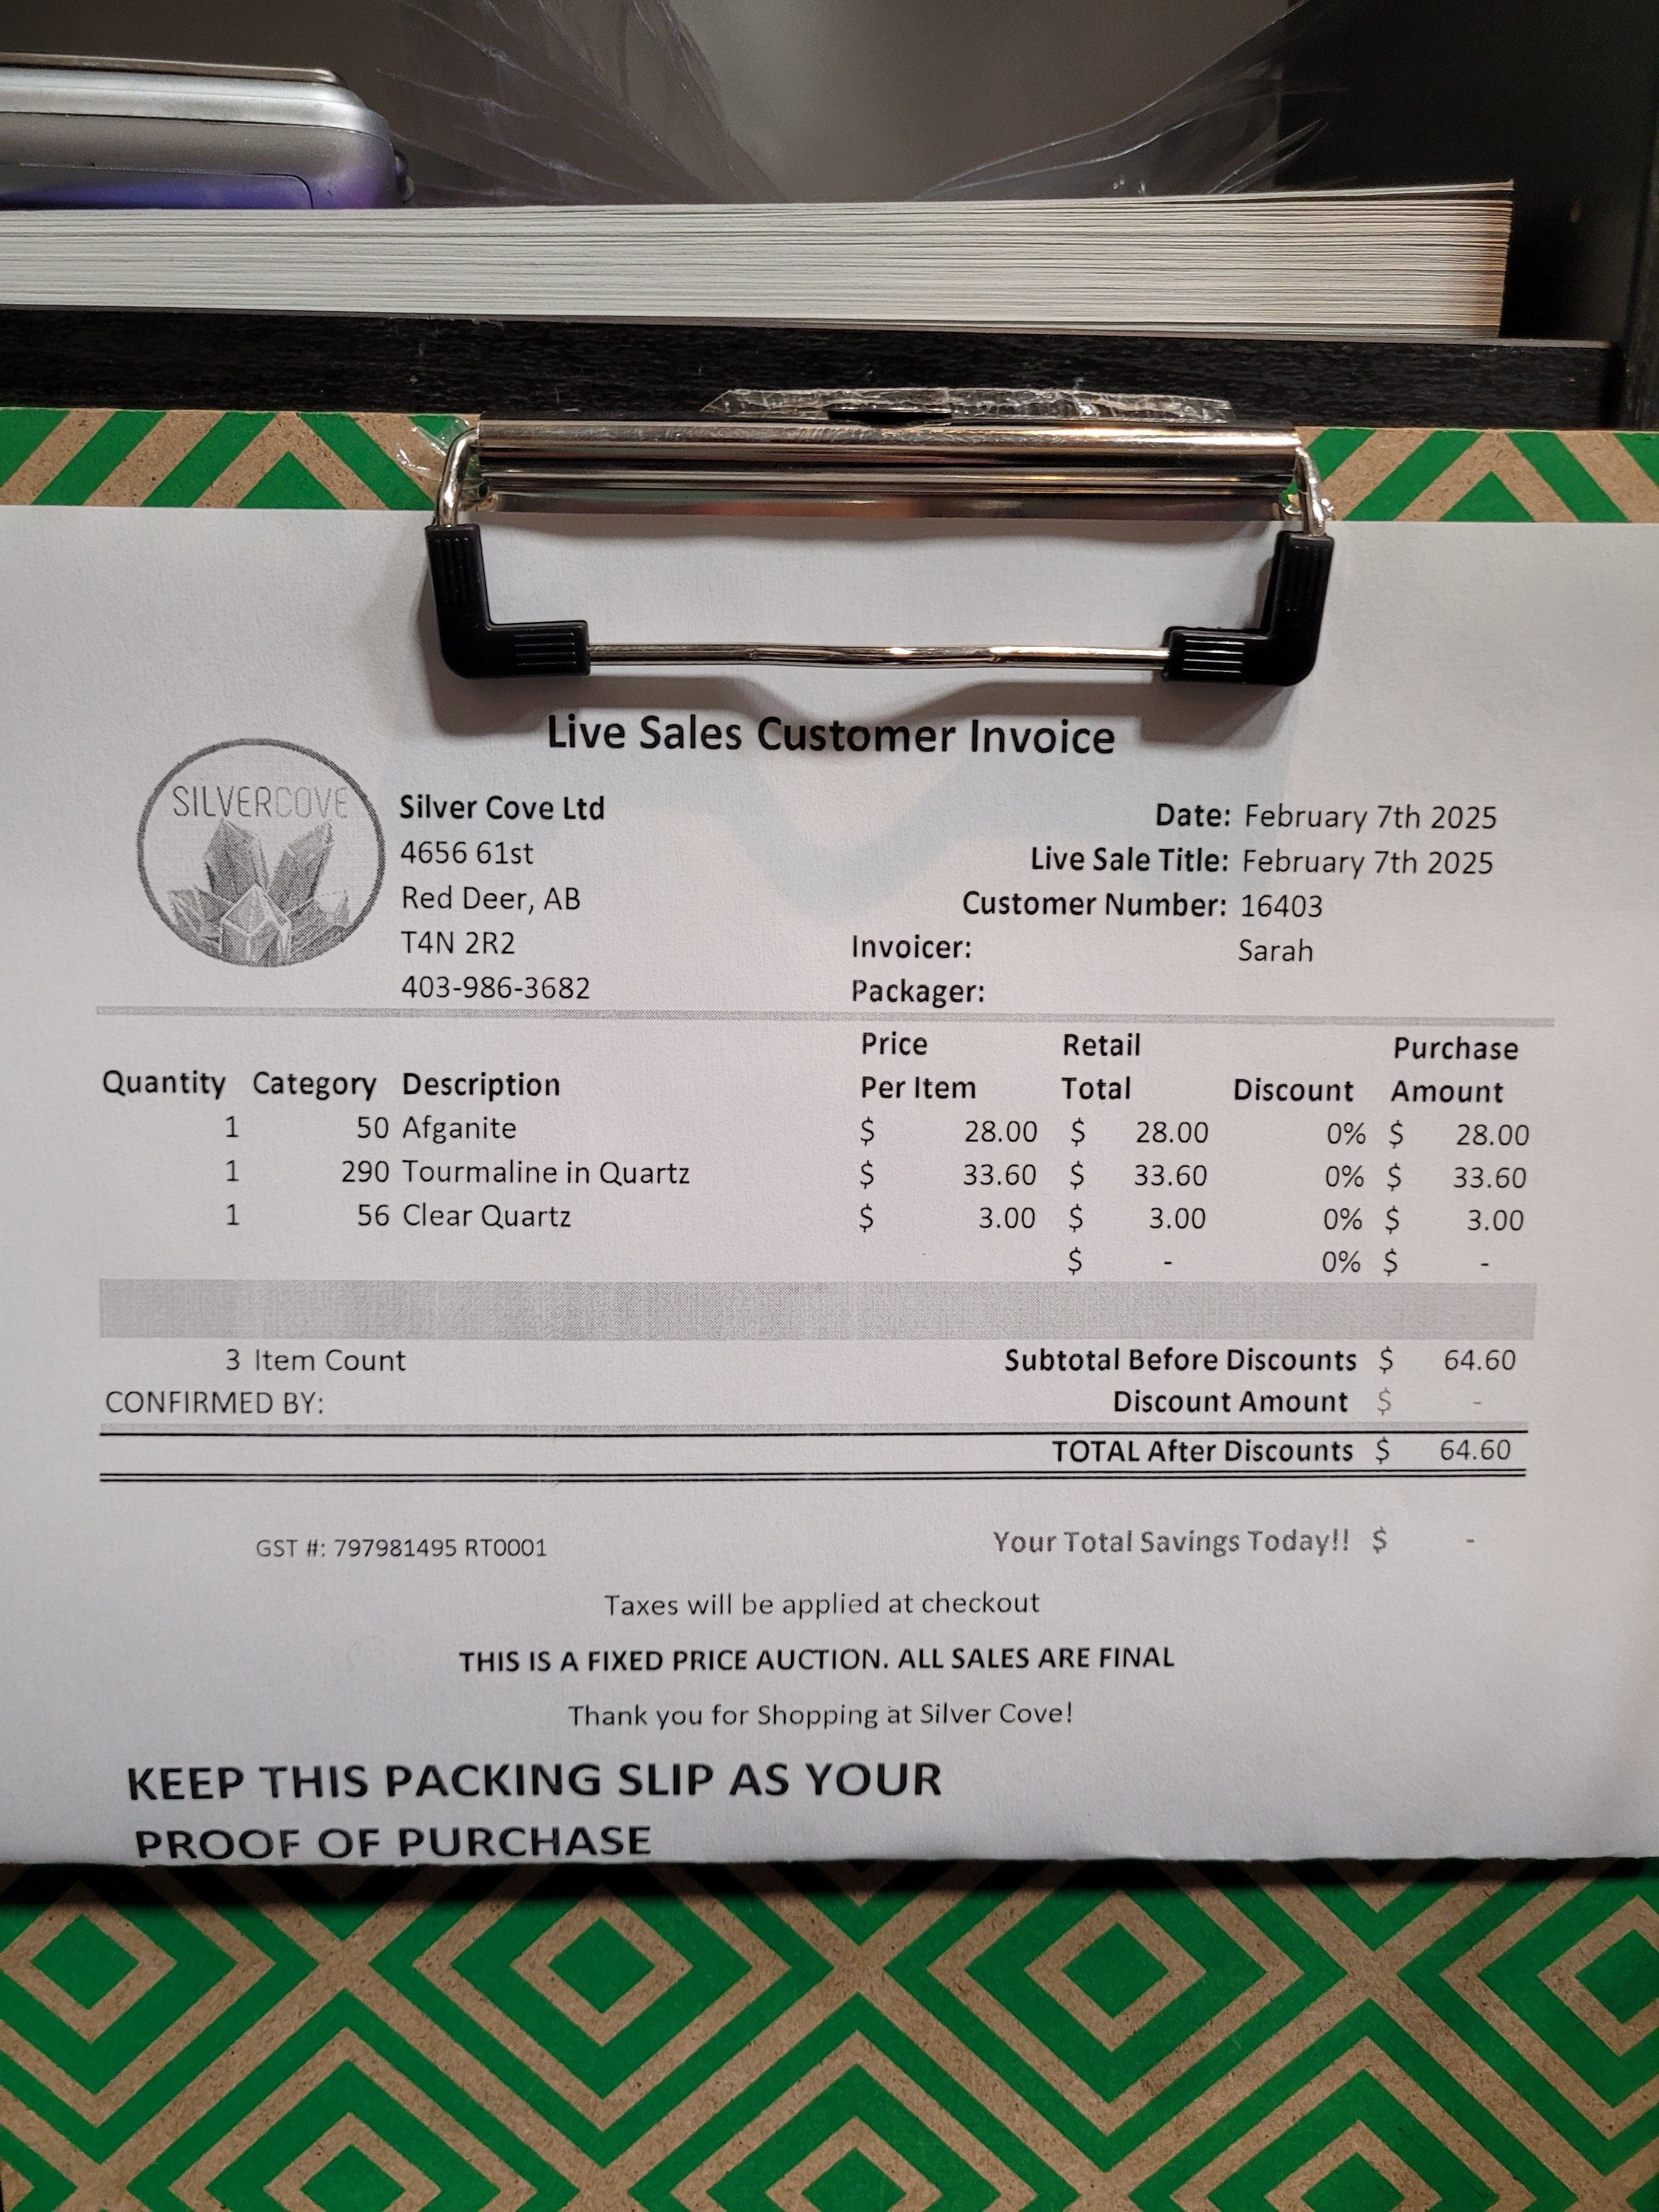 Live Sales Customer Invoice
SILVERCOVE
Silver Cove Ltd
4656 61st
Red Deer, AB
T4N 2R2
403-986-3682
Date: February 7th 2025
Live Sale Title: February 7th 2025
Customer Number: 16403
Invoicer: Sarah
Packager:
Quantity Category Description Price Per Item Retail Total Discount Purchase Amount
1 50 Afganite $ 28.00 $ 28.00 0% $ 28.00
1 290 Tourmaline in Quartz $ 33.60 $ 33.60 0% $ 33.60
1 56 Clear Quartz $ 3.00 $ 3.00 0% $ 3.00
$ - 0% $ -
3 Item Count Subtotal Before Discounts $ 64.60
CONFIRMED BY: Discount Amount $ -
TOTAL After Discounts $ 64.60
GST #: 797981495 RT0001 Your Total Savings Today!! $ -
Taxes will be applied at checkout
THIS IS A FIXED PRICE AUCTION. ALL SALES ARE FINAL
Thank you for Shopping at Silver Cove!
KEEP THIS PACKING SLIP AS YOUR
PROOF OF PURCHASE